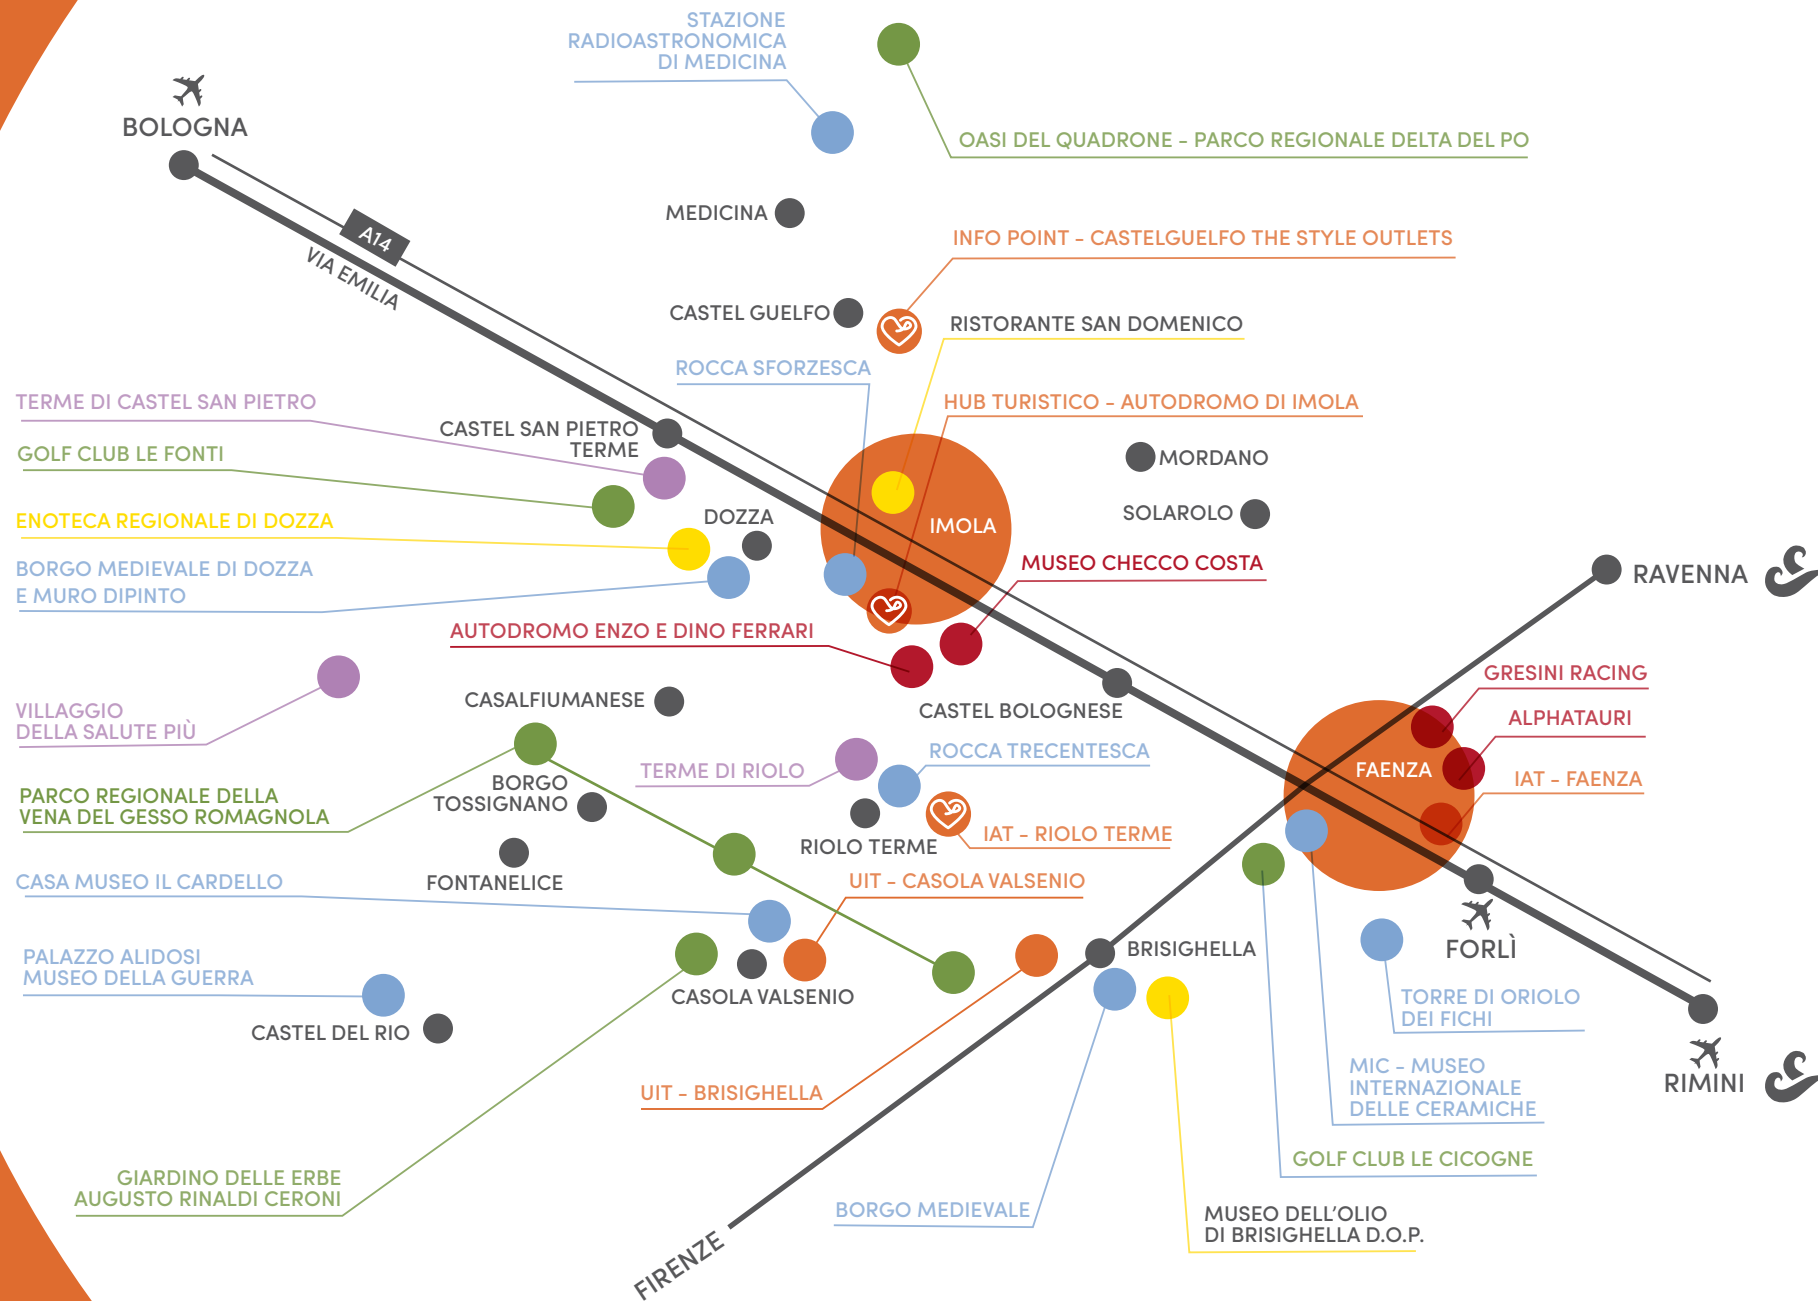 STAZIONE
RADIOASTRONOMICA
DI MEDICINA
BOLOGNA
OASI DEL QUADRONE - PARCO REGIONALE DELTA DEL PO
MEDICINA
A14
VIA EMILIA
INFO POINT - CASTELGUELFO THE STYLE OUTLETS
CASTEL GUELFO
RISTORANTE SAN DOMENICO
ROCCA SFORZESCA
TERME DI CASTEL SAN PIETRO
HUB TURISTICO - AUTODROMO DI IMOLA
CASTEL SAN PIETRO
TERME
GOLF CLUB LE FONTI
MORDANO
SOLAROLO
ENOTECA REGIONALE DI DOZZA
DOZZA
IMOLA
BORGO MEDIEVALE DI DOZZA
E MURO DIPINTO
MUSEO CHECCO COSTA
RAVENNA
AUTODROMO ENZO E DINO FERRARI
GRESINI RACING
VILLAGGIO
DELLA SALUTE PIÙ
CASALFIUMANESE
CASTEL BOLOGNESE
ALPHATAURI
ROCCA TRECENTESCA
TERME DI RIOLO
FAENZA
IAT - FAENZA
PARCO REGIONALE DELLA
VENA DEL GESSO ROMAGNOLA
BORGO
TOSSIGNANO
RIOLO TERME
IAT - RIOLO TERME
FONTANELICE
CASA MUSEO IL CARDELLO
UIT - CASOLA VALSENIO
PALAZZO ALIDOSI
MUSEO DELLA GUERRA
CASTEL DEL RIO
CASOLA VALSENIO
BRISIGHELLA
FORLÌ
TORRE DI ORIOLO
DEI FICHI
RIMINI
UIT - BRISIGHELLA
MIC - MUSEO
INTERNAZIONALE
DELLE CERAMICHE
GOLF CLUB LE CICOGNE
GIARDINO DELLE ERBE
AUGUSTO RINALDI CERONI
BORGO MEDIEVALE
MUSEO DELL'OLIO
DI BRISIGHELLA D.O.P.
FIRENZE